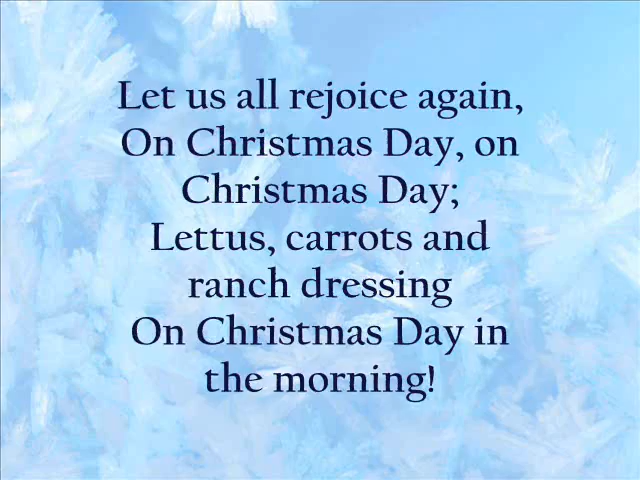 Let us all rejoice again,
On Christmas Day, on
Christmas Day;
Lettus, carrots and
ranch dressing
On Christmas Day in
the morning!